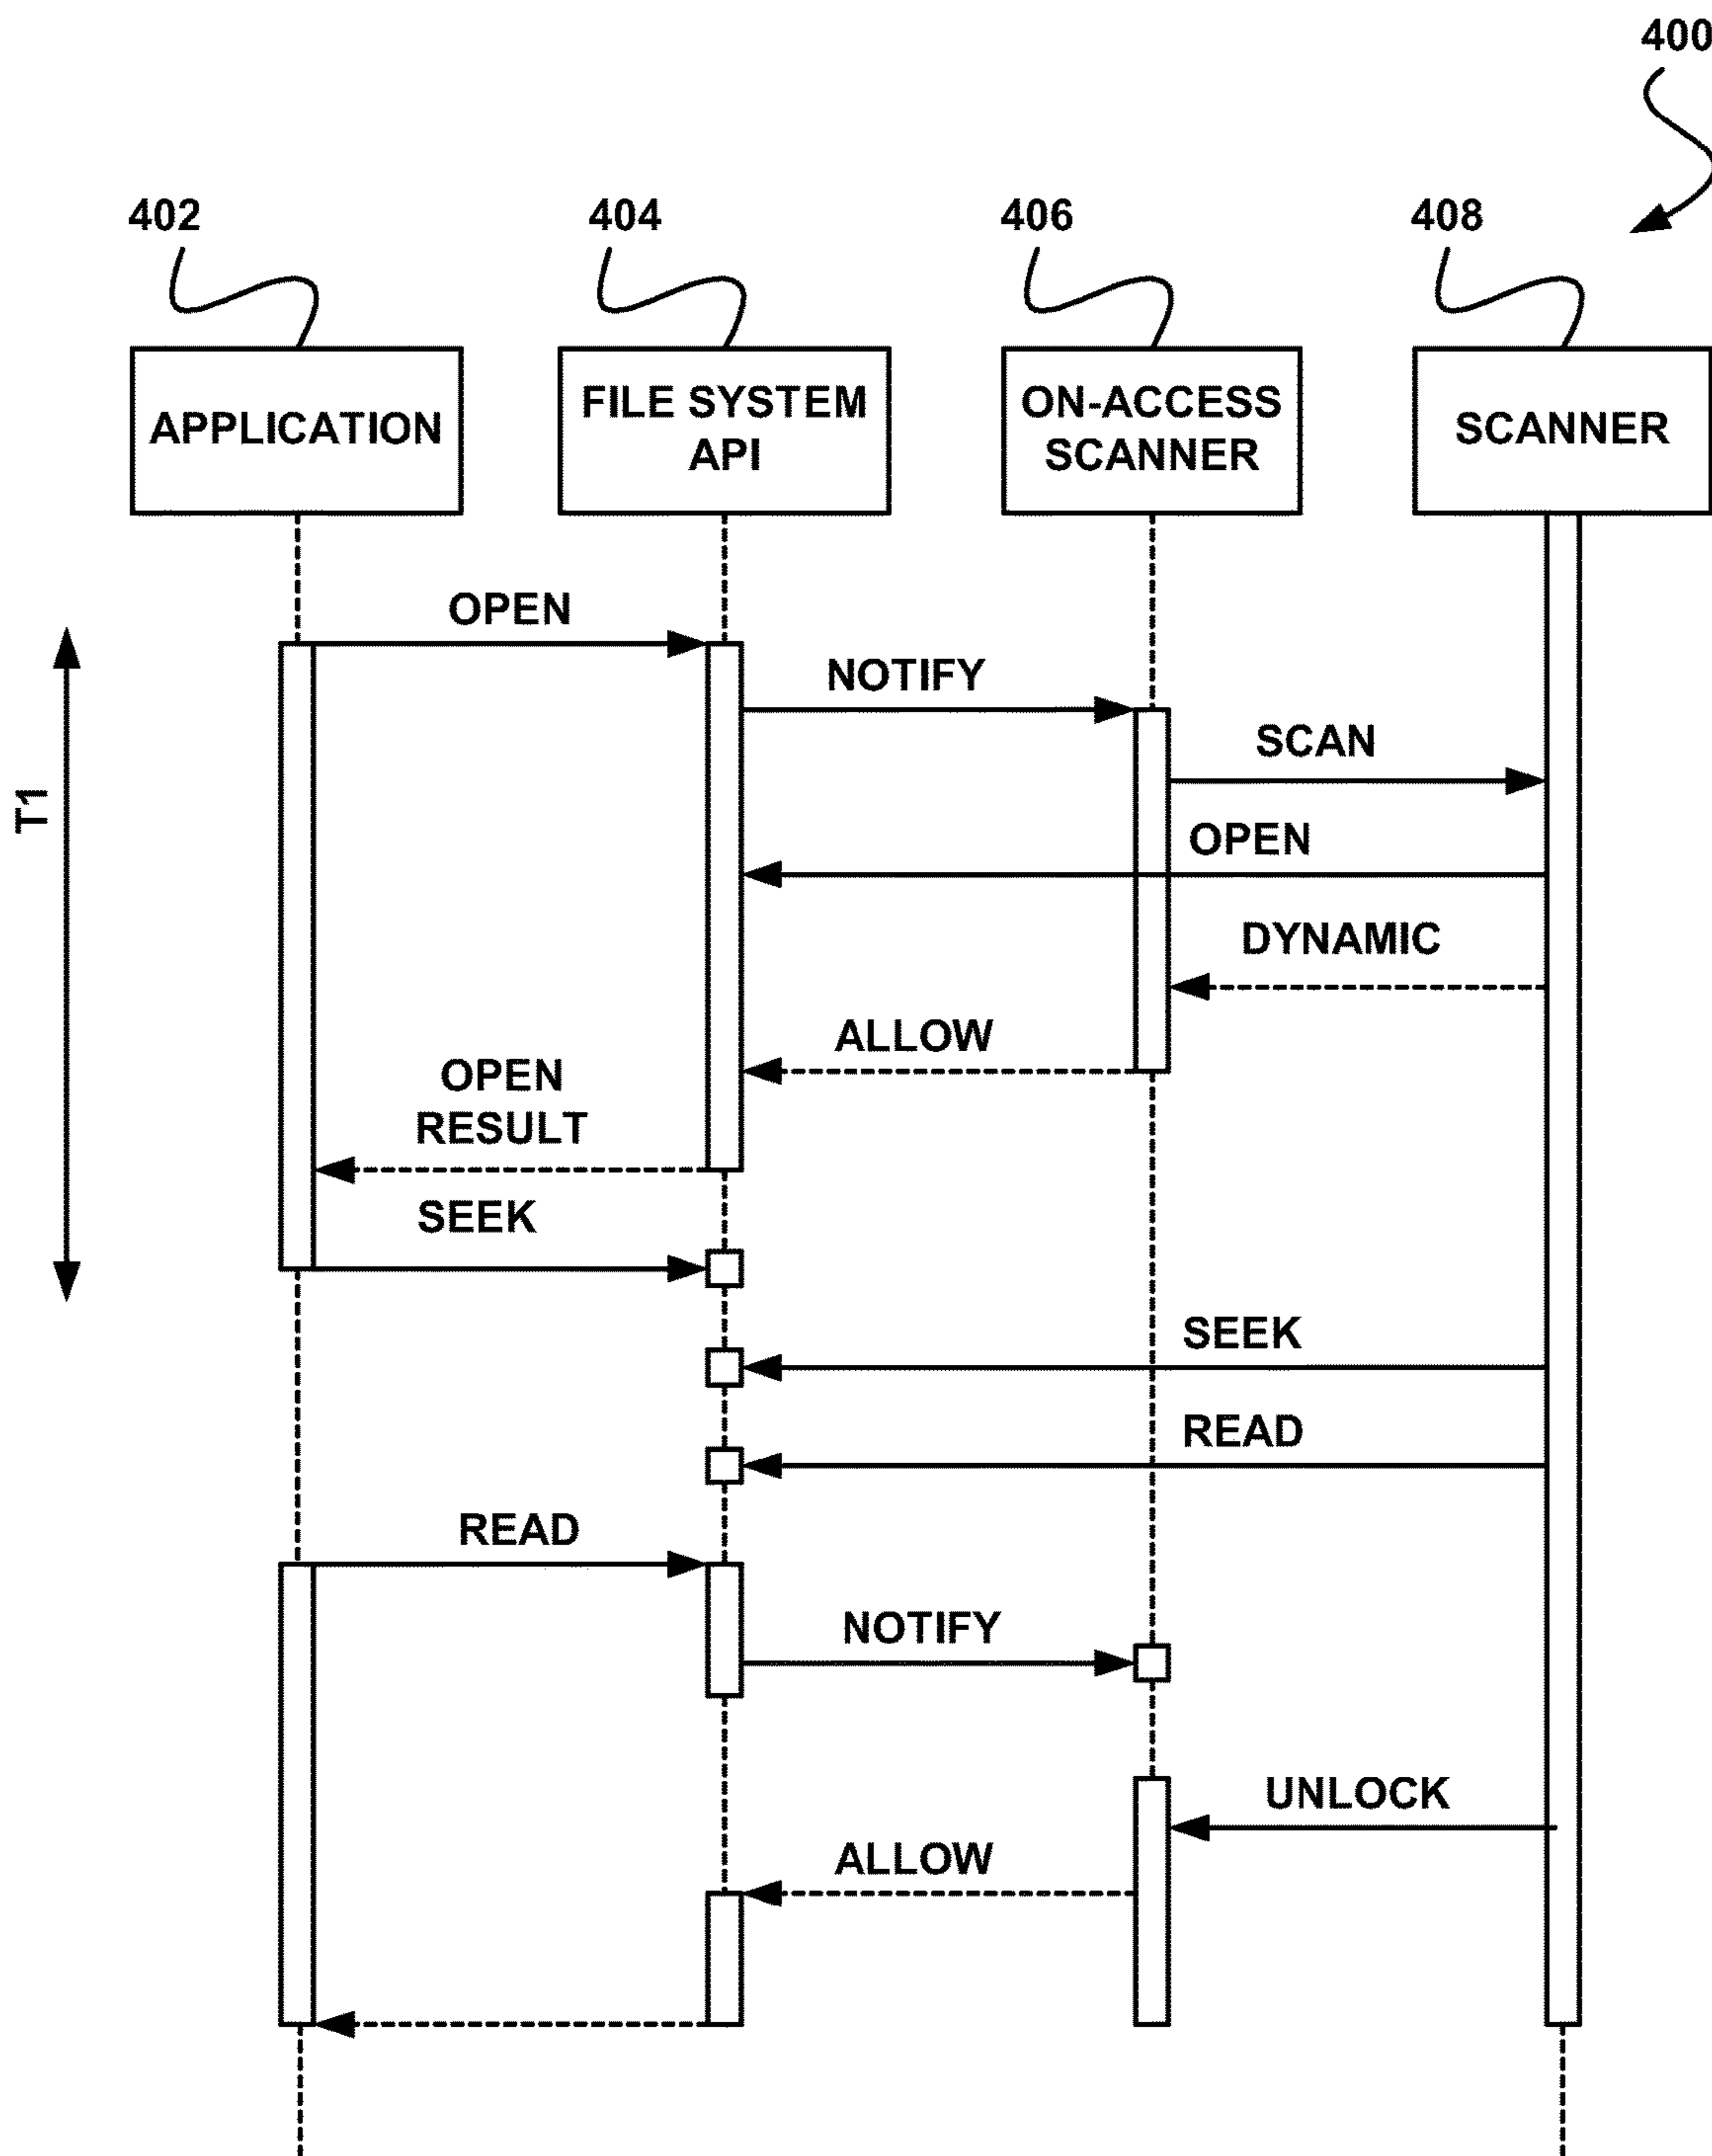 400
402
404
406
408
APPLICATION
FILE SYSTEM
API
ON-ACCESS
SCANNER
SCANNER
OPEN
NOTIFY
SCAN
T1
OPEN
DYNAMIC
ALLOW
OPEN
RESULT
SEEK
SEEK
READ
READ
NOTIFY
UNLOCK
ALLOW